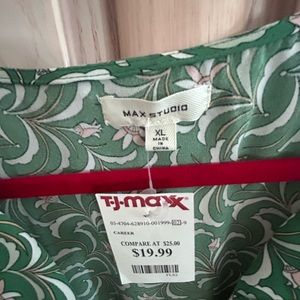 MAX STUDIO
XL
MADE
IN
CHINA
T·J·maxx
CAREER
COMPARE AT $25.00
$19.99